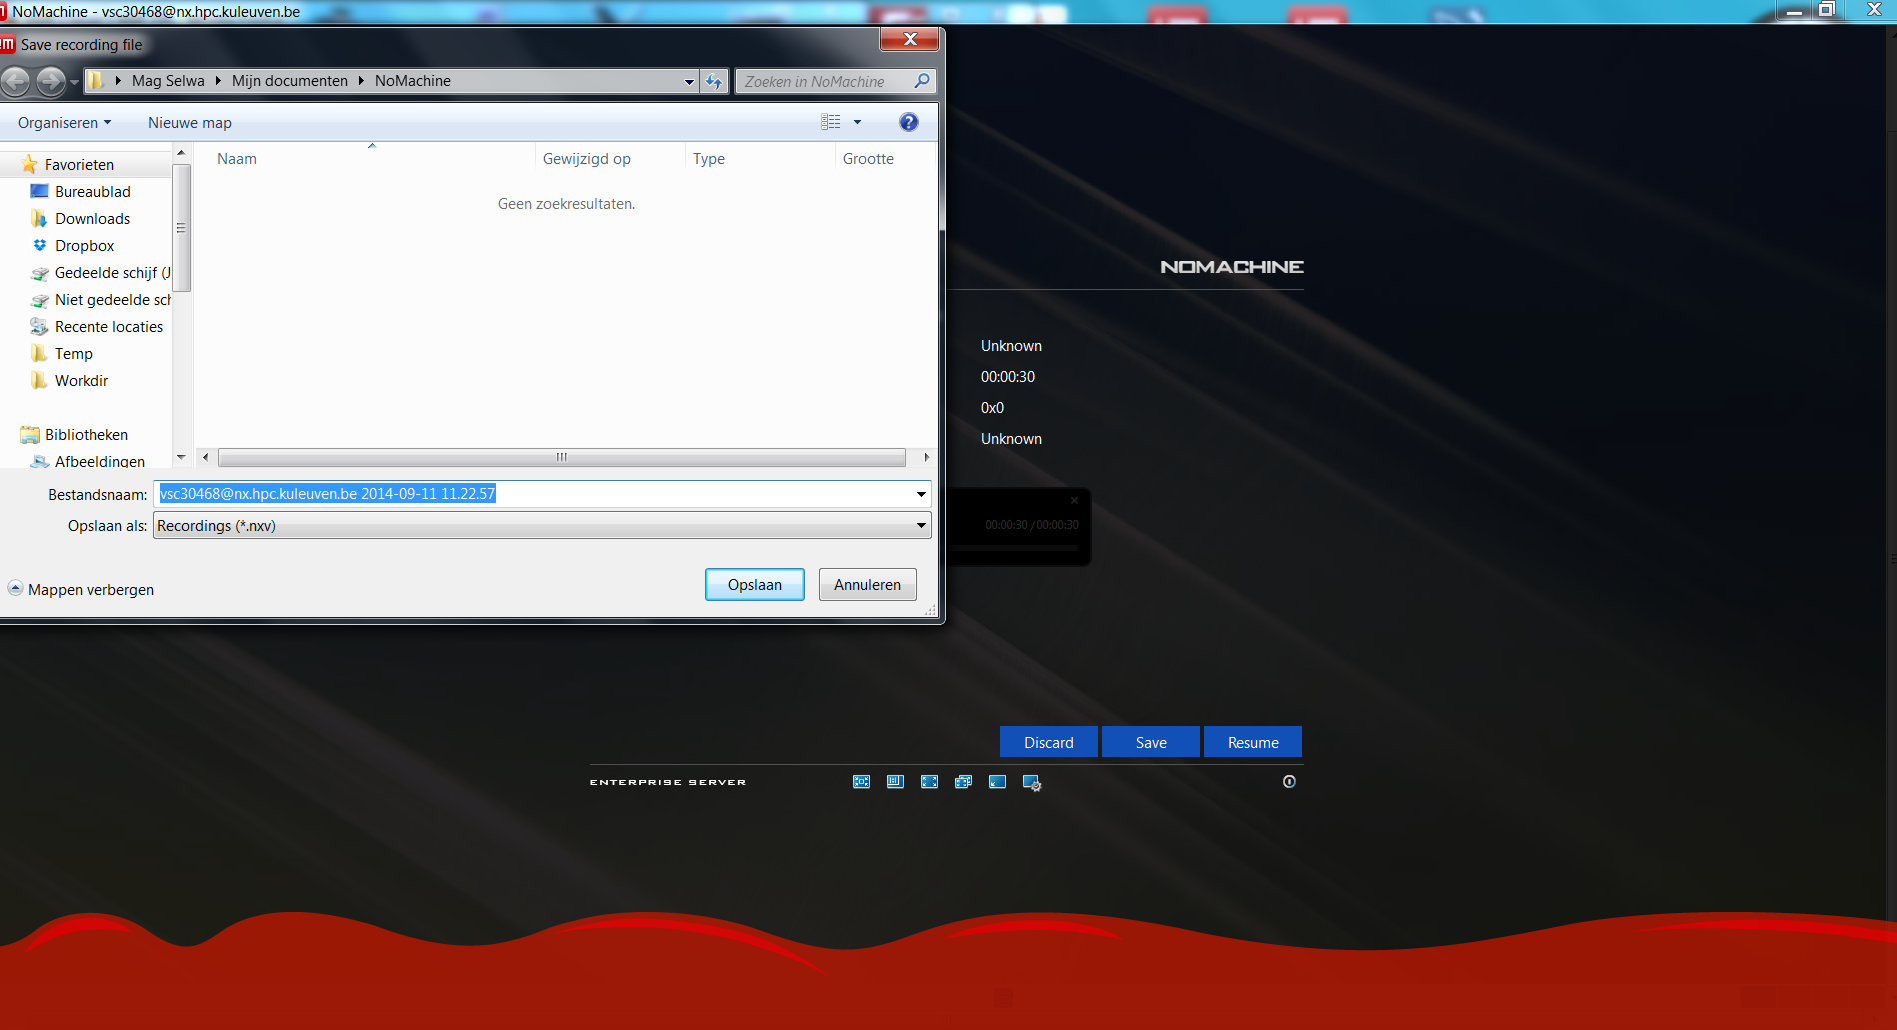 NoMachine - vsc30468@nx.hpc.kuleuven.be
Save recording file
Mag Selwa Mijn documenten NoMachine
Zoeken in NoMachine
Organiseren Nieuwe map
Naam Gewijzigd op Type Grootte
Geen zoekresultaten.
Favorieten
Bureaublad
Downloads
Dropbox
Gedeelde schijf (J
Niet gedeelde sch
Recente locaties
Temp
Workdir
Bibliotheken
Afbeeldingen
Bestandsnaam: vsc30468@nx.hpc.kuleuven.be 2014-09-11 11.22.57
Opslaan als: Recordings (*.nxv)
Mappen verbergen
Opslaan Annuleren
NOMACHINE
Unknown
00:00:30
0x0
Unknown
00:00:30 / 00:00:30
Discard Save Resume
ENTERPRISE SERVER